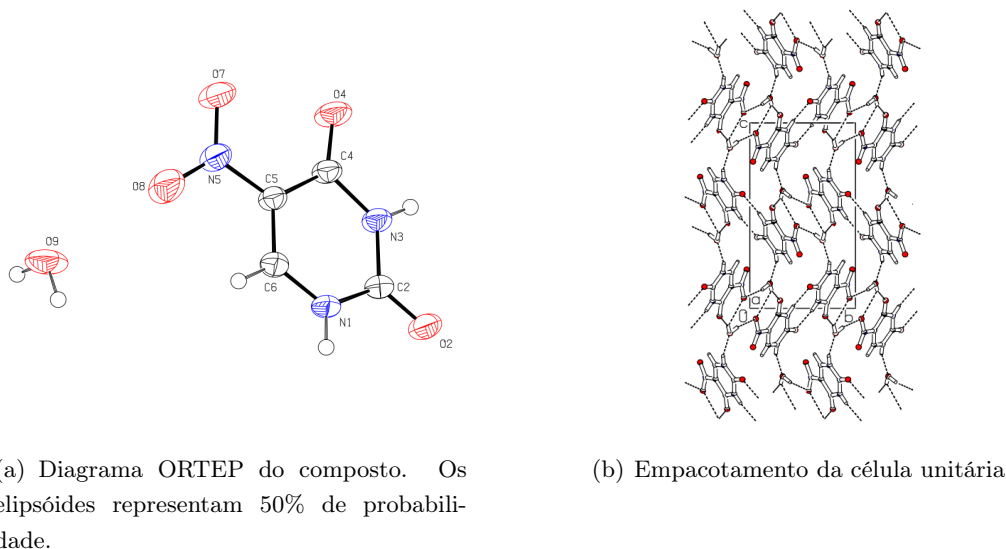 O7
O4
C4
O8
N5
C5
N3
O9
C6
C2
N1
O2
c
a
0
b
(a) Diagrama ORTEP do composto. Os
elipsóides representam 50% de probabili-
dade.
(b) Empacotamento da célula unitária